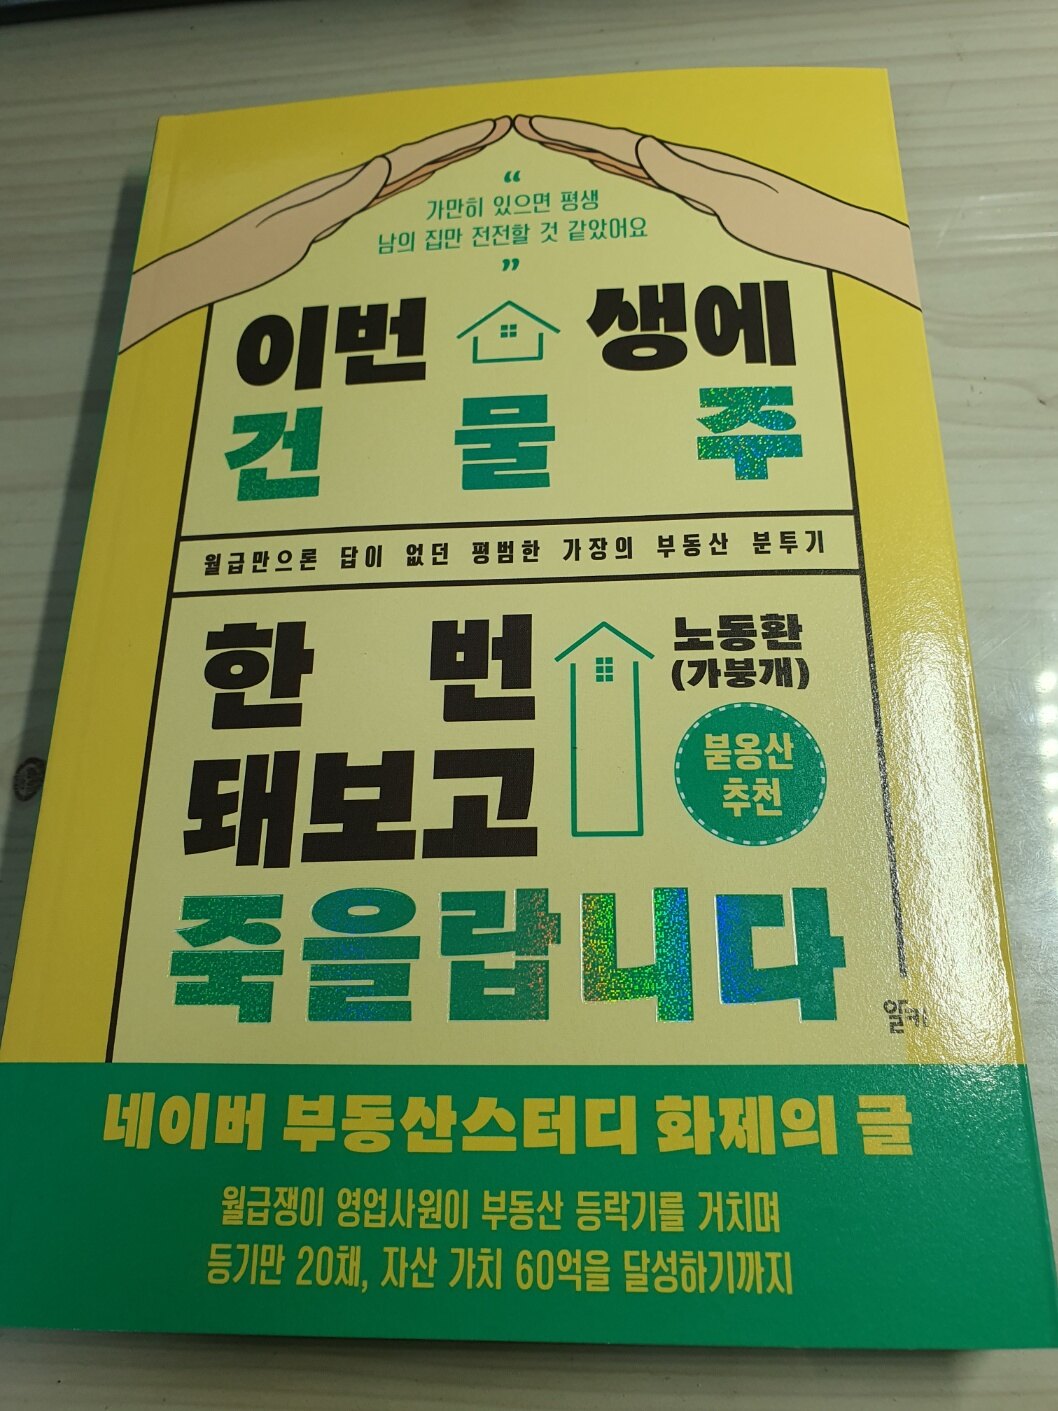 “
가만히 있으면 평생
남의 집만 전전할 것 같았어요
”
이번 생에
건물주
월급만으론 답이 없던 평범한 가장의 부동산 분투기
한 번
돼보고
죽을랍니다
노동환
(가붕개)
붇옹산
추천
알키
네이버 부동산스터디 화제의 글
월급쟁이 영업사원이 부동산 등락기를 거치며
등기만 20채, 자산 가치 60억을 달성하기까지